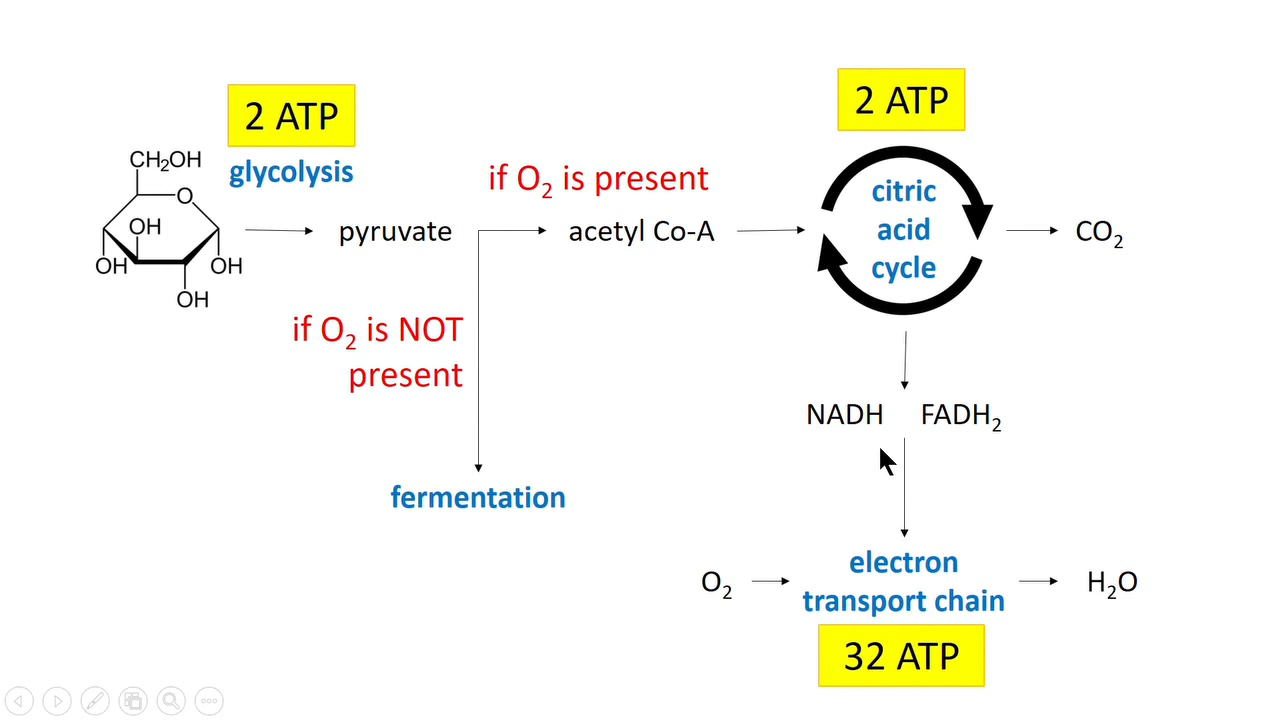 2 ATP
glycolysis
CH₂OH
O
OH
OH
OH
OH
pyruvate
if O₂ is present
acetyl Co-A
if O₂ is NOT
present
fermentation
2 ATP
citric
acid
cycle
CO₂
NADH FADH₂
O₂
electron
transport chain
H₂O
32 ATP